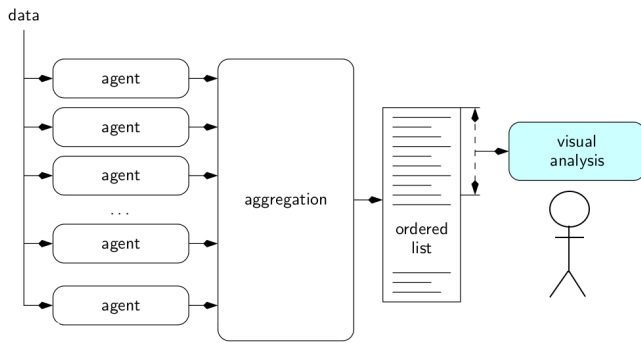 data
agent
agent
agent
...
agent
agent
aggregation
ordered
list
visual
analysis